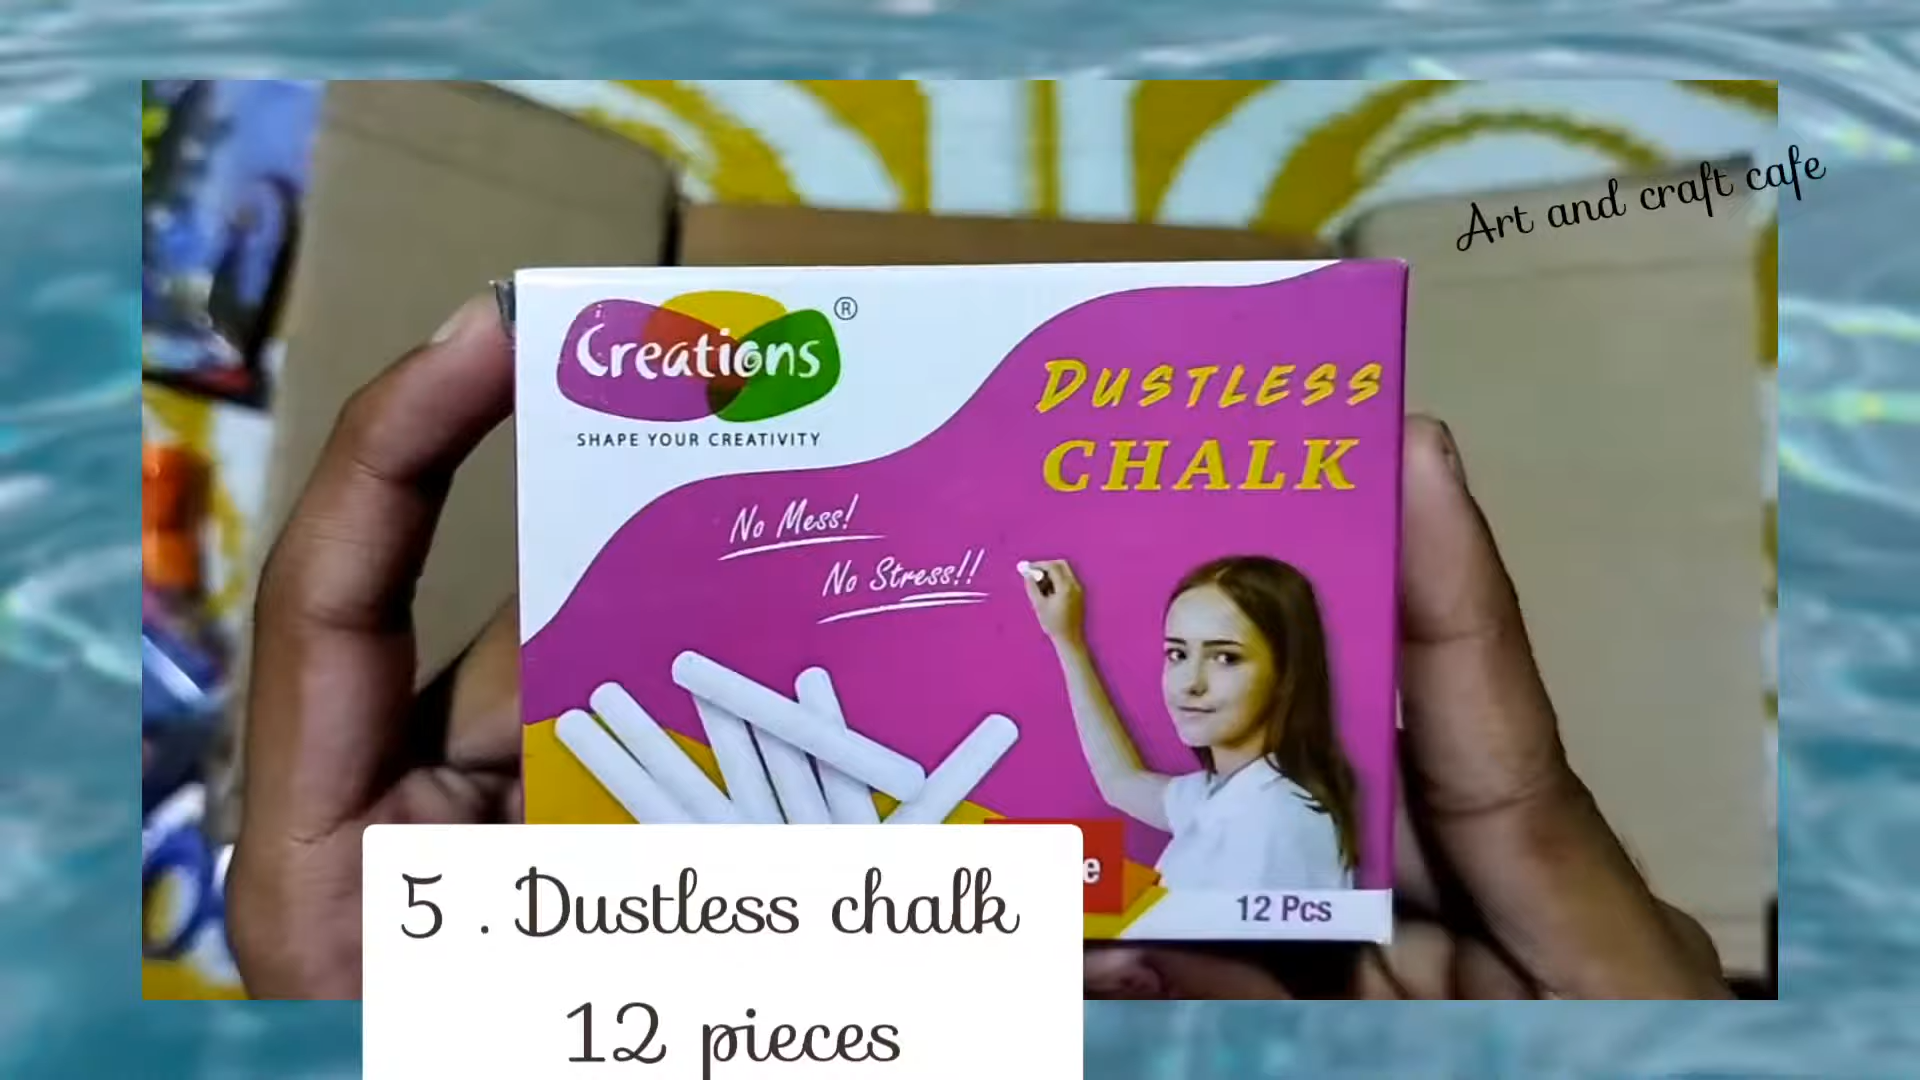 Art and craft cafe
Creations ®
SHAPE YOUR CREATIVITY
DUSTLESS
CHALK
No Mess!
No Stress!!
12 Pcs
5 . Dustless chalk
12 pieces